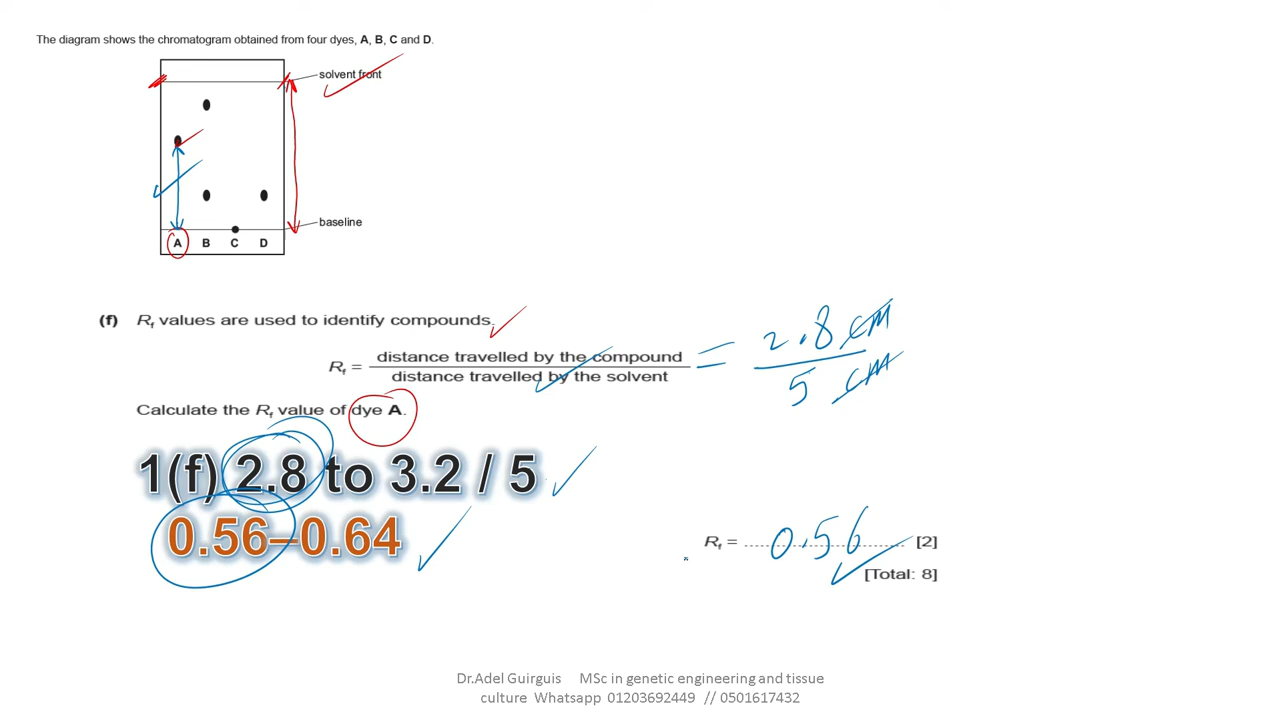 The diagram shows the chromatogram obtained from four dyes, A, B, C and D.
solvent front
baseline
A B C D
(f) Rf values are used to identify compounds.
Rf = distance travelled by the compound
distance travelled by the solvent
= 2.8 cm
5 cm
Calculate the Rf value of dye A.
1(f) 2.8 to 3.2 / 5
0.56–0.64
Rf = ............ 0.56 ............ [2]
[Total: 8]
Dr.Adel Guirguis MSc in genetic engineering and tissue
culture Whatsapp 01203692449 // 0501617432